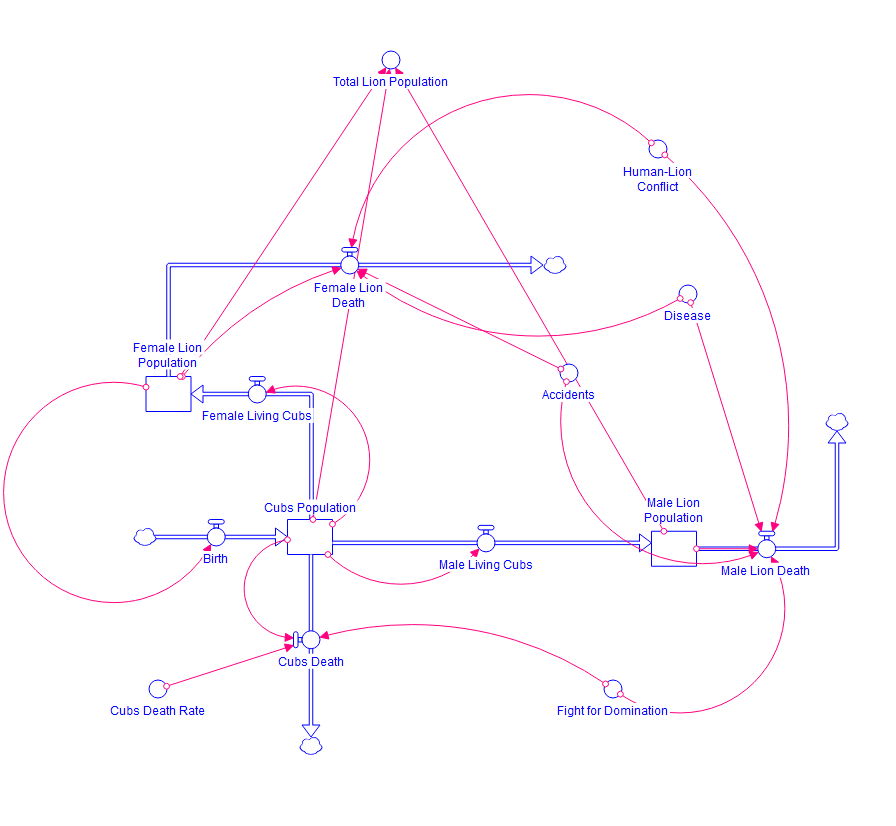 Total Lion Population
Human-Lion
Conflict
Female Lion
Death
Disease
Female Lion
Population
Accidents
Female Living Cubs
Cubs Population
Male Lion
Population
Birth
Male Living Cubs
Male Lion Death
Cubs Death
Cubs Death Rate
Fight for Domination